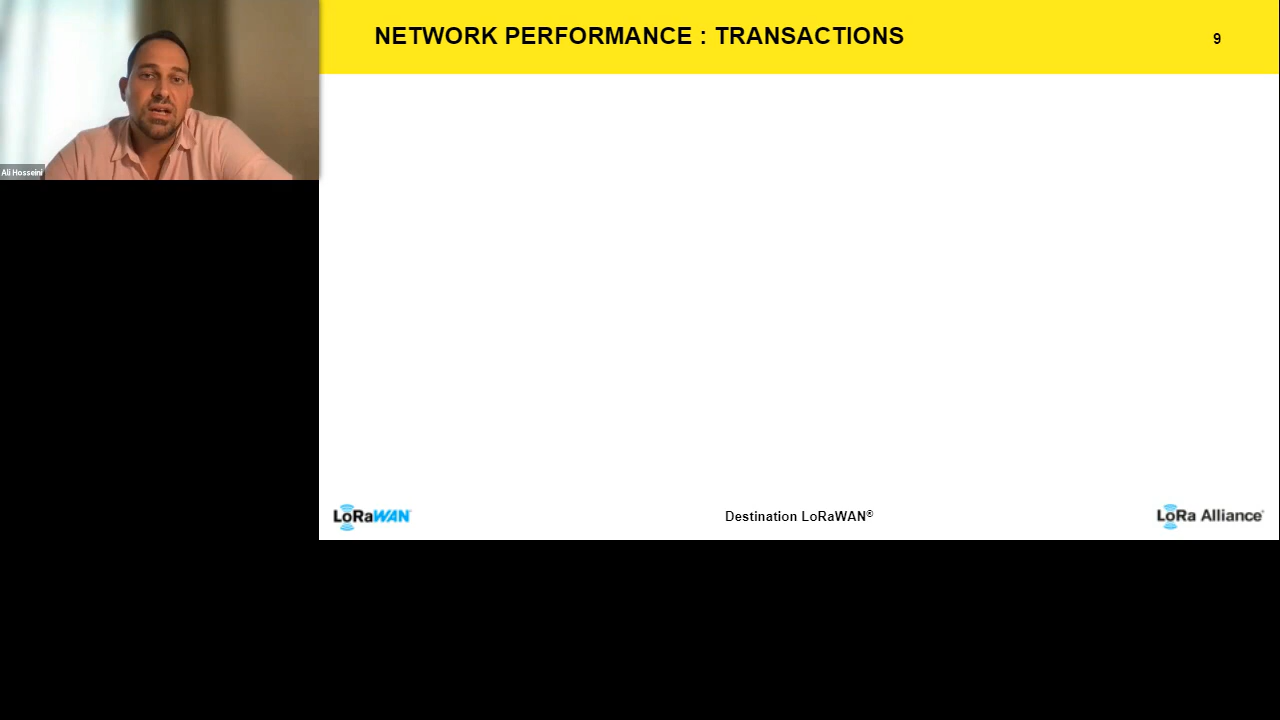 NETWORK PERFORMANCE : TRANSACTIONS
9
Ali Hosseini
LoRaWAN
Destination LoRaWAN®
LoRa Alliance®